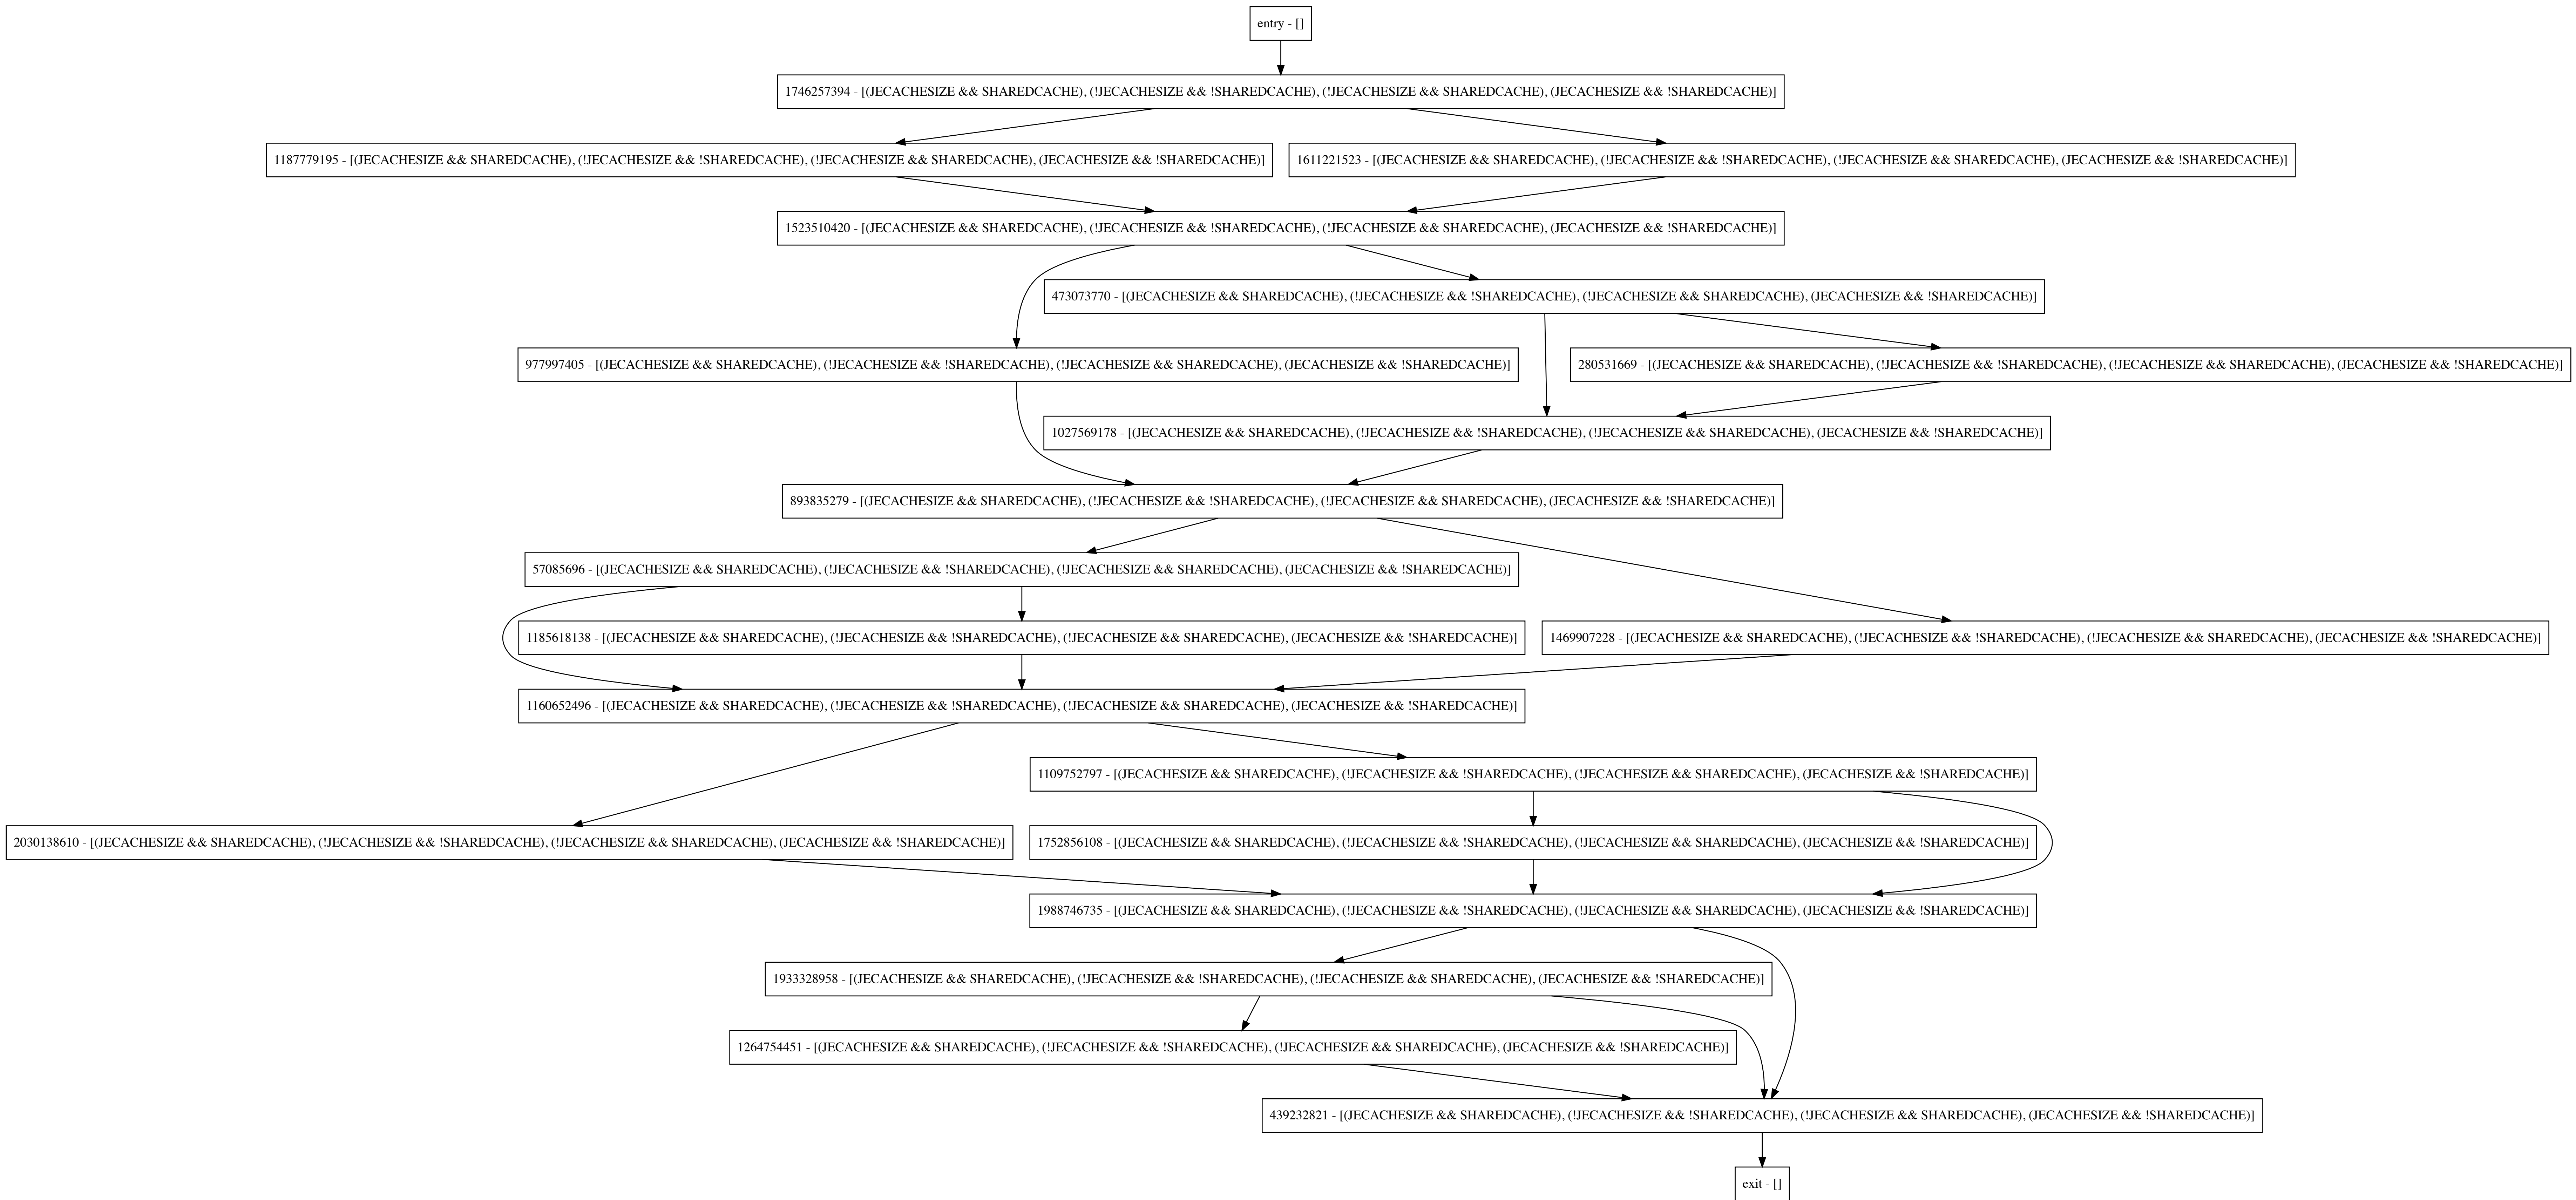 entry - []
1746257394 - [(JECACHESIZE && SHAREDCACHE), (!JECACHESIZE && !SHAREDCACHE), (!JECACHESIZE && SHAREDCACHE), (JECACHESIZE && !SHAREDCACHE)]
1187779195 - [(JECACHESIZE && SHAREDCACHE), (!JECACHESIZE && !SHAREDCACHE), (!JECACHESIZE && SHAREDCACHE), (JECACHESIZE && !SHAREDCACHE)]
1611221523 - [(JECACHESIZE && SHAREDCACHE), (!JECACHESIZE && !SHAREDCACHE), (!JECACHESIZE && SHAREDCACHE), (JECACHESIZE && !SHAREDCACHE)]
1523510420 - [(JECACHESIZE && SHAREDCACHE), (!JECACHESIZE && !SHAREDCACHE), (!JECACHESIZE && SHAREDCACHE), (JECACHESIZE && !SHAREDCACHE)]
473073770 - [(JECACHESIZE && SHAREDCACHE), (!JECACHESIZE && !SHAREDCACHE), (!JECACHESIZE && SHAREDCACHE), (JECACHESIZE && !SHAREDCACHE)]
977997405 - [(JECACHESIZE && SHAREDCACHE), (!JECACHESIZE && !SHAREDCACHE), (!JECACHESIZE && SHAREDCACHE), (JECACHESIZE && !SHAREDCACHE)]
280531669 - [(JECACHESIZE && SHAREDCACHE), (!JECACHESIZE && !SHAREDCACHE), (!JECACHESIZE && SHAREDCACHE), (JECACHESIZE && !SHAREDCACHE)]
1027569178 - [(JECACHESIZE && SHAREDCACHE), (!JECACHESIZE && !SHAREDCACHE), (!JECACHESIZE && SHAREDCACHE), (JECACHESIZE && !SHAREDCACHE)]
893835279 - [(JECACHESIZE && SHAREDCACHE), (!JECACHESIZE && !SHAREDCACHE), (!JECACHESIZE && SHAREDCACHE), (JECACHESIZE && !SHAREDCACHE)]
57085696 - [(JECACHESIZE && SHAREDCACHE), (!JECACHESIZE && !SHAREDCACHE), (!JECACHESIZE && SHAREDCACHE), (JECACHESIZE && !SHAREDCACHE)]
1185618138 - [(JECACHESIZE && SHAREDCACHE), (!JECACHESIZE && !SHAREDCACHE), (!JECACHESIZE && SHAREDCACHE), (JECACHESIZE && !SHAREDCACHE)]
1469907228 - [(JECACHESIZE && SHAREDCACHE), (!JECACHESIZE && !SHAREDCACHE), (!JECACHESIZE && SHAREDCACHE), (JECACHESIZE && !SHAREDCACHE)]
1160652496 - [(JECACHESIZE && SHAREDCACHE), (!JECACHESIZE && !SHAREDCACHE), (!JECACHESIZE && SHAREDCACHE), (JECACHESIZE && !SHAREDCACHE)]
1109752797 - [(JECACHESIZE && SHAREDCACHE), (!JECACHESIZE && !SHAREDCACHE), (!JECACHESIZE && SHAREDCACHE), (JECACHESIZE && !SHAREDCACHE)]
2030138610 - [(JECACHESIZE && SHAREDCACHE), (!JECACHESIZE && !SHAREDCACHE), (!JECACHESIZE && SHAREDCACHE), (JECACHESIZE && !SHAREDCACHE)]
1752856108 - [(JECACHESIZE && SHAREDCACHE), (!JECACHESIZE && !SHAREDCACHE), (!JECACHESIZE && SHAREDCACHE), (JECACHESIZE && !SHAREDCACHE)]
1988746735 - [(JECACHESIZE && SHAREDCACHE), (!JECACHESIZE && !SHAREDCACHE), (!JECACHESIZE && SHAREDCACHE), (JECACHESIZE && !SHAREDCACHE)]
1933328958 - [(JECACHESIZE && SHAREDCACHE), (!JECACHESIZE && !SHAREDCACHE), (!JECACHESIZE && SHAREDCACHE), (JECACHESIZE && !SHAREDCACHE)]
1264754451 - [(JECACHESIZE && SHAREDCACHE), (!JECACHESIZE && !SHAREDCACHE), (!JECACHESIZE && SHAREDCACHE), (JECACHESIZE && !SHAREDCACHE)]
439232821 - [(JECACHESIZE && SHAREDCACHE), (!JECACHESIZE && !SHAREDCACHE), (!JECACHESIZE && SHAREDCACHE), (JECACHESIZE && !SHAREDCACHE)]
exit - []